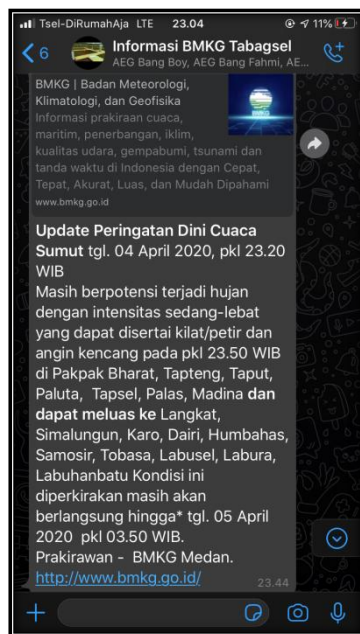 Tsel-DiRumahAja LTE 23.04 11%
6 Informasi BMKG Tabagsel
AEG Bang Boy, AEG Bang Fahmi, AE...
BMKG | Badan Meteorologi,
Klimatologi, dan Geofisika
Informasi prakiraan cuaca,
maritim, penerbangan, iklim,
kualitas udara, gempabumi, tsunami dan
tanda waktu di Indonesia dengan Cepat,
Tepat, Akurat, Luas, dan Mudah Dipahami
www.bmkg.go.id
BMKG
Update Peringatan Dini Cuaca
Sumut tgl. 04 April 2020, pkl 23.20
WIB
Masih berpotensi terjadi hujan
dengan intensitas sedang-lebat
yang dapat disertai kilat/petir dan
angin kencang pada pkl 23.50 WIB
di Pakpak Bharat, Tapteng, Taput,
Paluta, Tapsel, Palas, Madina dan
dapat meluas ke Langkat,
Simalungun, Karo, Dairi, Humbahas,
Samosir, Tobasa, Labusel, Labura,
Labuhanbatu Kondisi ini
diperkirakan masih akan
berlangsung hingga* tgl. 05 April
2020 pkl 03.50 WIB.
Prakirawan - BMKG Medan.
http://www.bmkg.go.id/
23.44